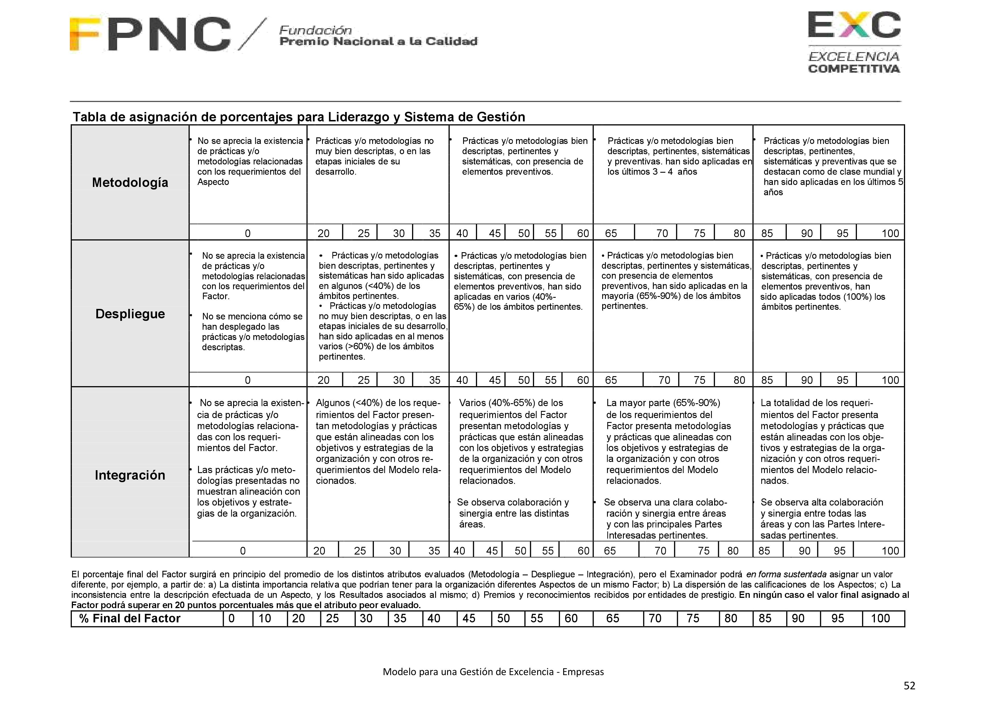 FPNC / Fundación
Premio Nacional a la Calidad
EXC
EXCELENCIA
COMPETITIVA
Tabla de asignación de porcentajes para Liderazgo y Sistema de Gestión
Metodología
• No se aprecia la existencia
de prácticas y/o
metodologías relacionadas
con los requerimientos del
Aspecto
• Prácticas y/o metodologías no
muy bien descriptas, o en las
etapas iniciales de su
desarrollo.
• Prácticas y/o metodologías bien
descriptas, pertinentes y
sistemáticas, con presencia de
elementos preventivos.
• Prácticas y/o metodologías bien
descriptas, pertinentes, sistemáticas
y preventivas. han sido aplicadas en
los últimos 3 – 4 años
• Prácticas y/o metodologías bien
descriptas, pertinentes,
sistemáticas y preventivas que se
destacan como de clase mundial y
han sido aplicadas en los últimos 5
años
0 20 25 30 35 40 45 50 55 60 65 70 75 80 85 90 95 100
Despliegue
• No se aprecia la existencia
de prácticas y/o
metodologías relacionadas
con los requerimientos del
Factor.
• No se menciona cómo se
han desplegado las
prácticas y/o metodologías
descriptas.
• Prácticas y/o metodologías
bien descriptas, pertinentes y
sistemáticas han sido aplicadas
en algunos (<40%) de los
ámbitos pertinentes.
• Prácticas y/o metodologías
no muy bien descriptas, o en las
etapas iniciales de su desarrollo,
han sido aplicadas en al menos
varios (>60%) de los ámbitos
pertinentes.
• Prácticas y/o metodologías bien
descriptas, pertinentes y
sistemáticas, con presencia de
elementos preventivos, han sido
aplicadas en varios (40%-
65%) de los ámbitos pertinentes.
• Prácticas y/o metodologías bien
descriptas, pertinentes y sistemáticas,
con presencia de elementos
preventivos, han sido aplicadas en la
mayoría (65%-90%) de los ámbitos
pertinentes.
• Prácticas y/o metodologías bien
descriptas, pertinentes y
sistemáticas, con presencia de
elementos preventivos, han
sido aplicadas todos (100%) los
ámbitos pertinentes.
0 20 25 30 35 40 45 50 55 60 65 70 75 80 85 90 95 100
Integración
• No se aprecia la existen-
cia de prácticas y/o
metodologías relaciona-
das con los requeri-
mientos del Factor.
• Las prácticas y/o meto-
dologías presentadas no
muestran alineación con
los objetivos y estrate-
gias de la organización.
• Algunos (<40%) de los reque-
rimientos del Factor presen-
tan metodologías y prácticas
que están alineadas con los
objetivos y estrategias de la
organización y con otros re-
querimientos del Modelo rela-
cionados.
• Varios (40%-65%) de los
requerimientos del Factor
presentan metodologías y
prácticas que están alineadas
con los objetivos y estrategias
de la organización y con otros
requerimientos del Modelo
relacionados.
• Se observa colaboración y
sinergia entre las distintas
áreas.
• La mayor parte (65%-90%)
de los requerimientos del
Factor presenta metodologías
y prácticas que alineadas con
los objetivos y estrategias de
la organización y con otros
requerimientos del Modelo
relacionados.
• Se observa una clara colabo-
ración y sinergia entre áreas
y con las principales Partes
Interesadas pertinentes.
• La totalidad de los requeri-
mientos del Factor presenta
metodologías y prácticas que
están alineadas con los obje-
tivos y estrategias de la orga-
nización y con otros requeri-
mientos del Modelo relacio-
nados.
• Se observa alta colaboración
y sinergia entre todas las
áreas y con las Partes Intere-
sadas pertinentes.
0 20 25 30 35 40 45 50 55 60 65 70 75 80 85 90 95 100
El porcentaje final del Factor surgirá en principio del promedio de los distintos atributos evaluados (Metodología – Despliegue – Integración), pero el Examinador podrá en forma sustentada asignar un valor
diferente, por ejemplo, a partir de: a) La distinta importancia relativa que podrían tener para la organización diferentes Aspectos de un mismo Factor; b) La dispersión de las calificaciones de los Aspectos; c) La
inconsistencia entre la descripción efectuada de un Aspecto, y los Resultados asociados al mismo; d) Premios y reconocimientos recibidos por entidades de prestigio. En ningún caso el valor final asignado al
Factor podrá superar en 20 puntos porcentuales más que el atributo peor evaluado.
% Final del Factor 0 10 20 25 30 35 40 45 50 55 60 65 70 75 80 85 90 95 100
Modelo para una Gestión de Excelencia - Empresas
52